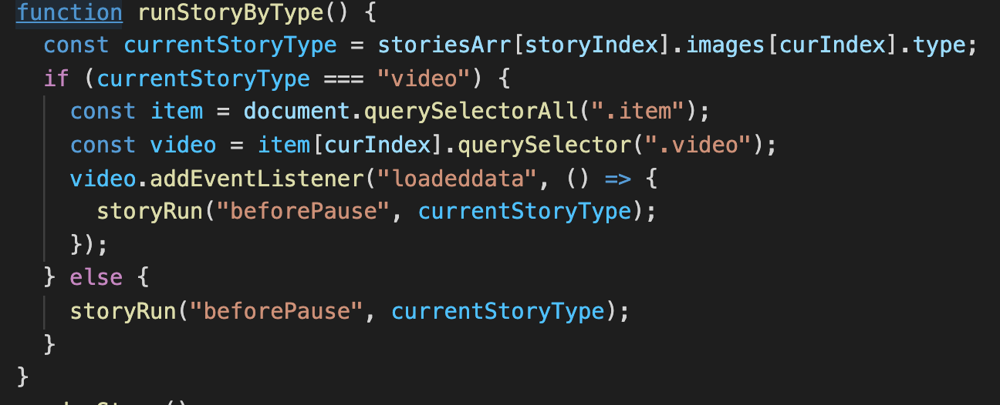 function runStoryByType() {
const currentStoryType = storiesArr[storyIndex].images[curIndex].type;
if (currentStoryType === "video") {
const item = document.querySelectorAll(".item");
const video = item[curIndex].querySelector(".video");
video.addEventListener("loadeddata", () => {
storyRun("beforePause", currentStoryType);
});
} else {
storyRun("beforePause", currentStoryType);
}
}